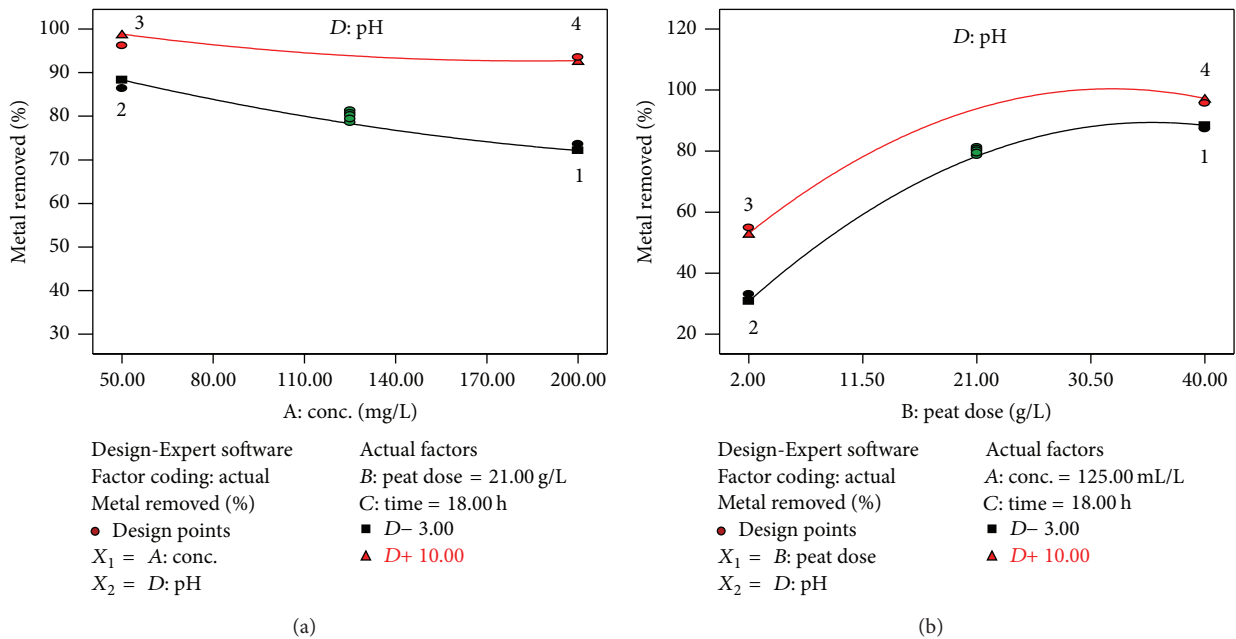 D: pH
100
90
80
70
60
50
40
30
Metal removed (%)
3
4
2
1
50.00 80.00 110.00 140.00 170.00 200.00
A: conc. (mg/L)
Design-Expert software
Factor coding: actual
Metal removed (%)
Design points
X1 = A: conc.
X2 = D: pH
Actual factors
B: peat dose = 21.00 g/L
C: time = 18.00 h
D− 3.00
D+ 10.00
(a)
D: pH
120
100
80
60
40
20
Metal removed (%)
4
1
3
2
2.00 11.50 21.00 30.50 40.00
B: peat dose (g/L)
Design-Expert software
Factor coding: actual
Metal removed (%)
Design points
X1 = B: peat dose
X2 = D: pH
Actual factors
A: conc. = 125.00 mL/L
C: time = 18.00 h
D− 3.00
D+ 10.00
(b)